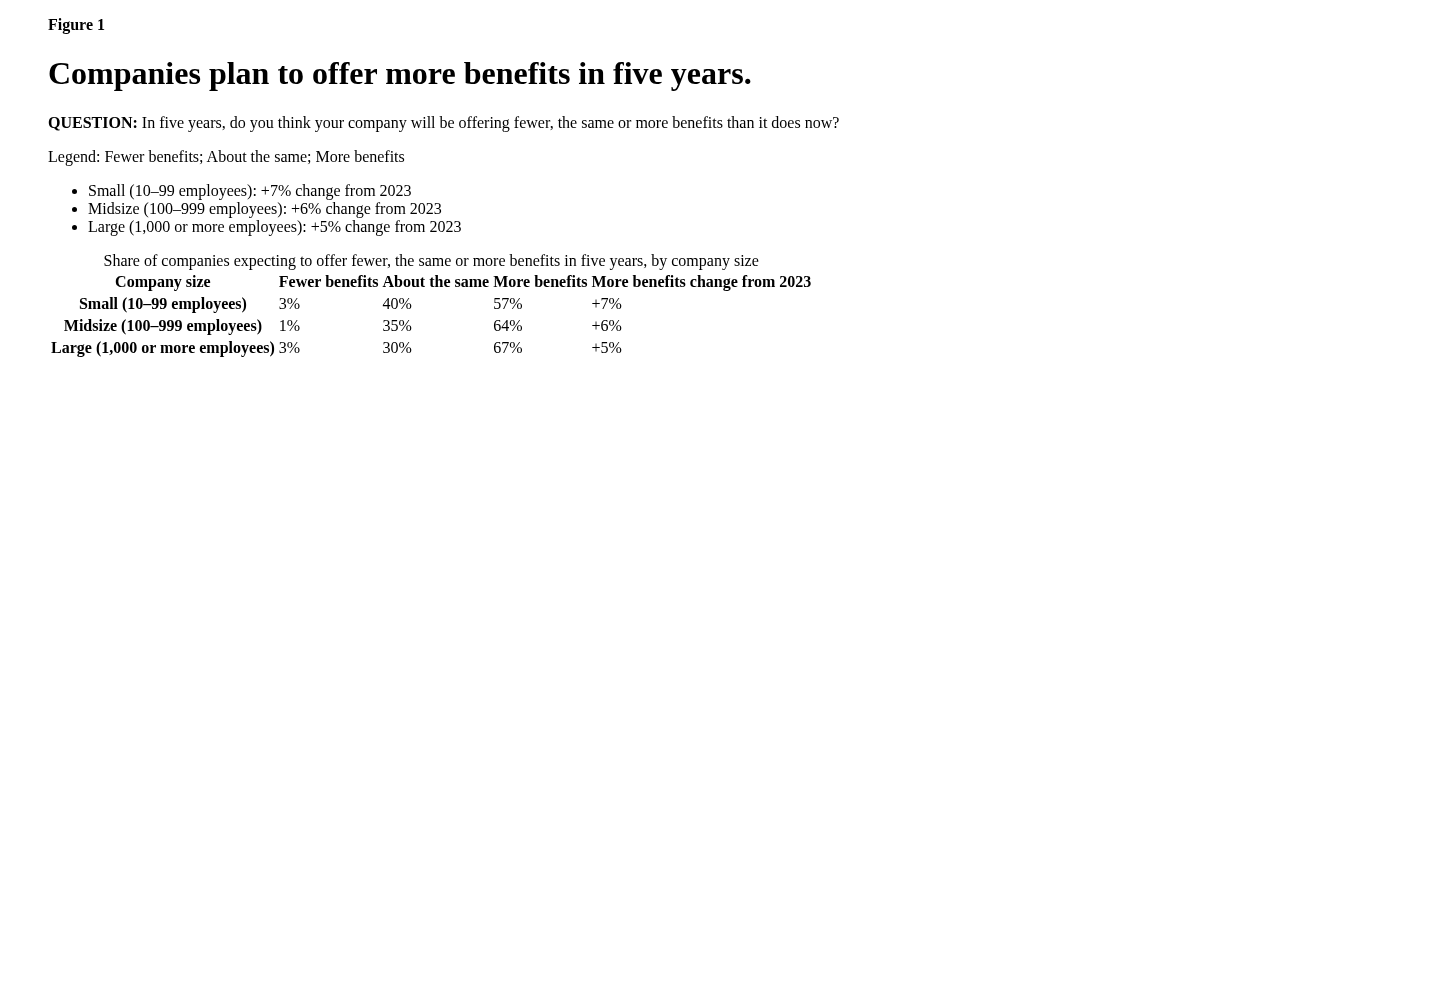 Figure 1
Companies plan to offer more benefits in five years.
QUESTION: In five years, do you think your company will be offering fewer, the same or more benefits than it does now?
Legend: Fewer benefits; About the same; More benefits
• Small (10–99 employees): +7% change from 2023
• Midsize (100–999 employees): +6% change from 2023
• Large (1,000 or more employees): +5% change from 2023
Share of companies expecting to offer fewer, the same or more benefits in five years, by company size
Company size Fewer benefits About the same More benefits More benefits change from 2023
Small (10–99 employees) 3% 40% 57% +7%
Midsize (100–999 employees) 1% 35% 64% +6%
Large (1,000 or more employees) 3% 30% 67% +5%